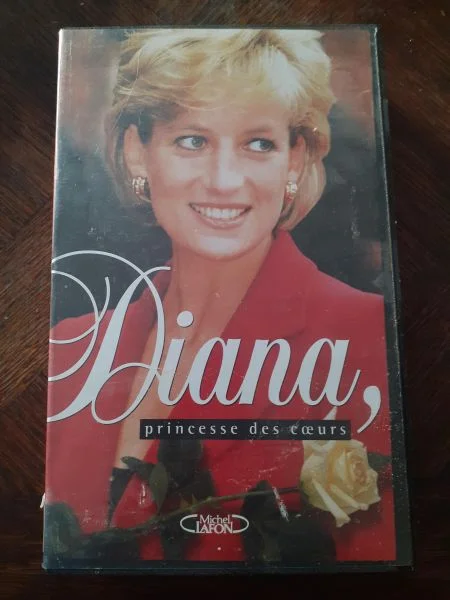 Diana,
princesse des cœurs
Michel
LAFON